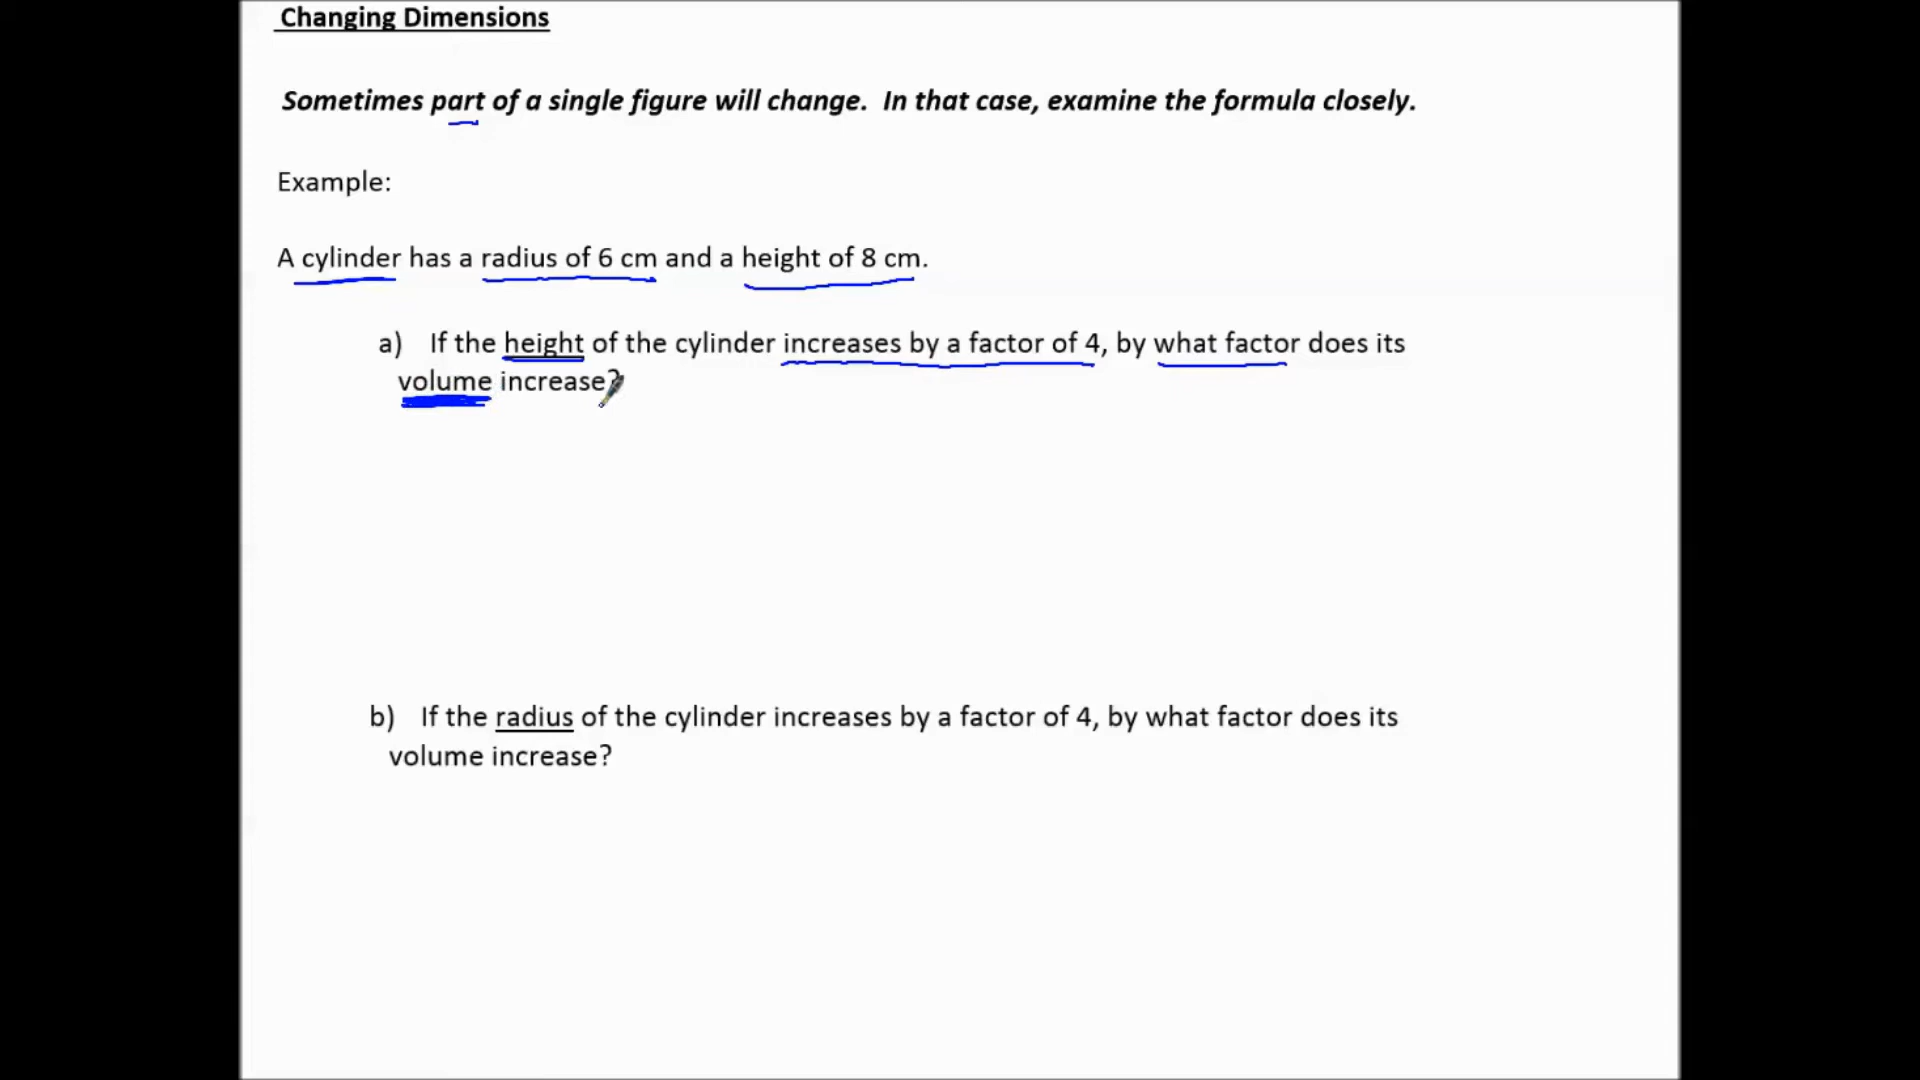 Changing Dimensions
Sometimes part of a single figure will change. In that case, examine the formula closely.
Example:
A cylinder has a radius of 6 cm and a height of 8 cm.
a) If the height of the cylinder increases by a factor of 4, by what factor does its
volume increase?
b) If the radius of the cylinder increases by a factor of 4, by what factor does its
volume increase?